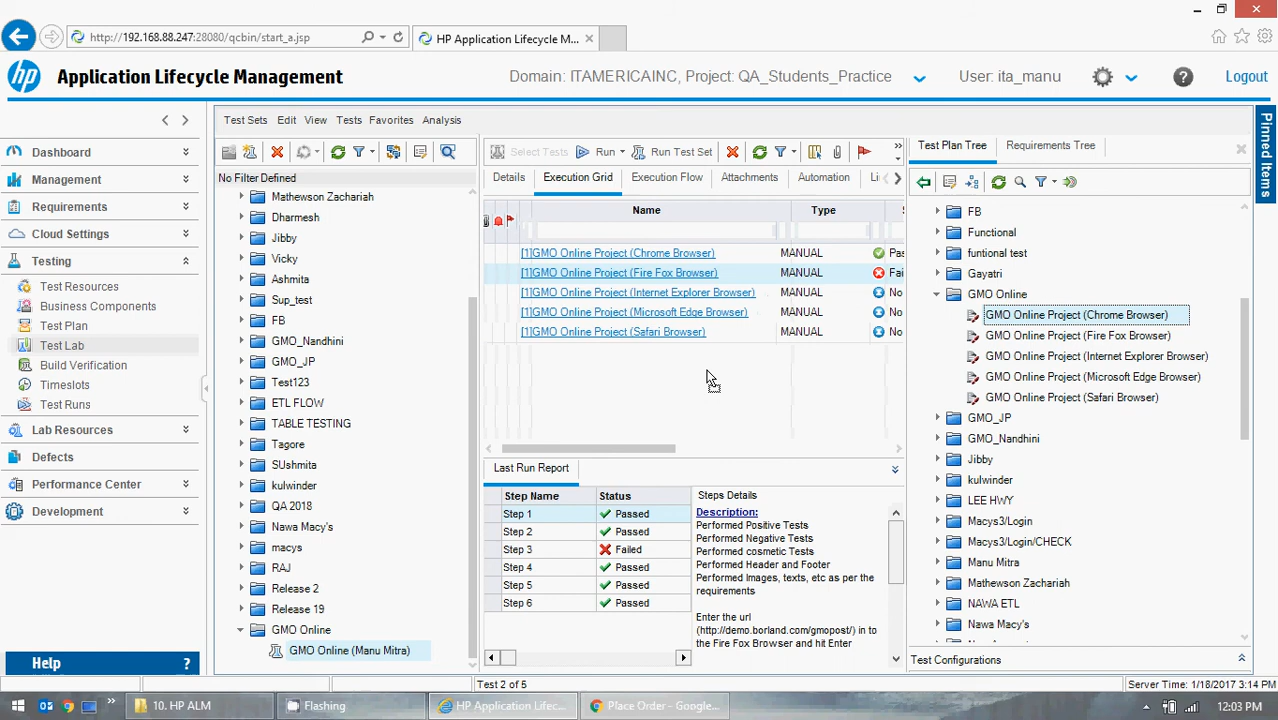 http://192.168.88.247:28080/qcbin/start_a.jsp
HP Application Lifecycle M...
hp
Application Lifecycle Management
Domain: ITAMERICAINC, Project: QA_Students_Practice
User: ita_manu
Logout
Dashboard
Management
Requirements
Cloud Settings
Testing
Test Resources
Business Components
Test Plan
Test Lab
Build Verification
Timeslots
Test Runs
Lab Resources
Defects
Performance Center
Development
Help ?
Test Sets Edit View Tests Favorites Analysis
No Filter Defined
Mathewson Zachariah
Dharmesh
Jibby
Vicky
Ashmita
Sup_test
FB
GMO_Nandhini
GMO_JP
Test123
ETL FLOW
TABLE TESTING
Tagore
SUshmita
kulwinder
QA 2018
Nawa Macy's
macys
RAJ
Release 2
Release 19
GMO Online
GMO Online (Manu Mitra)
Select Tests Run Run Test Set
Details Execution Grid Execution Flow Attachments Automation Li
Name Type S
[1]GMO Online Project (Chrome Browser) MANUAL Pas
[1]GMO Online Project (Fire Fox Browser) MANUAL Fail
[1]GMO Online Project (Internet Explorer Browser) MANUAL No
[1]GMO Online Project (Microsoft Edge Browser) MANUAL No
[1]GMO Online Project (Safari Browser) MANUAL No
Last Run Report
Step Name Status
Step 1 Passed
Step 2 Passed
Step 3 Failed
Step 4 Passed
Step 5 Passed
Step 6 Passed
Steps Details
Description:
Performed Positive Tests
Performed Negative Tests
Performed cosmetic Tests
Performed Header and Footer
Performed Images, texts, etc as per the
requirements
Enter the url
(http://demo.borland.com/gmopost/) in to
the Fire Fox Browser and hit Enter
Test Plan Tree Requirements Tree
FB
Functional
funtional test
Gayatri
GMO Online
GMO Online Project (Chrome Browser)
GMO Online Project (Fire Fox Browser)
GMO Online Project (Internet Explorer Browser)
GMO Online Project (Microsoft Edge Browser)
GMO Online Project (Safari Browser)
GMO_JP
GMO_Nandhini
Jibby
kulwinder
LEE HWY
Macys3/Login
Macys3/Login/CHECK
Manu Mitra
Mathewson Zachariah
NAWA ETL
Nawa Macy's
Test Configurations
Pinned Items
Test 2 of 5
Server Time: 1/18/2017 3:14 PM
10. HP ALM
Flashing
HP Application Lifec...
Place Order - Google...
12:03 PM